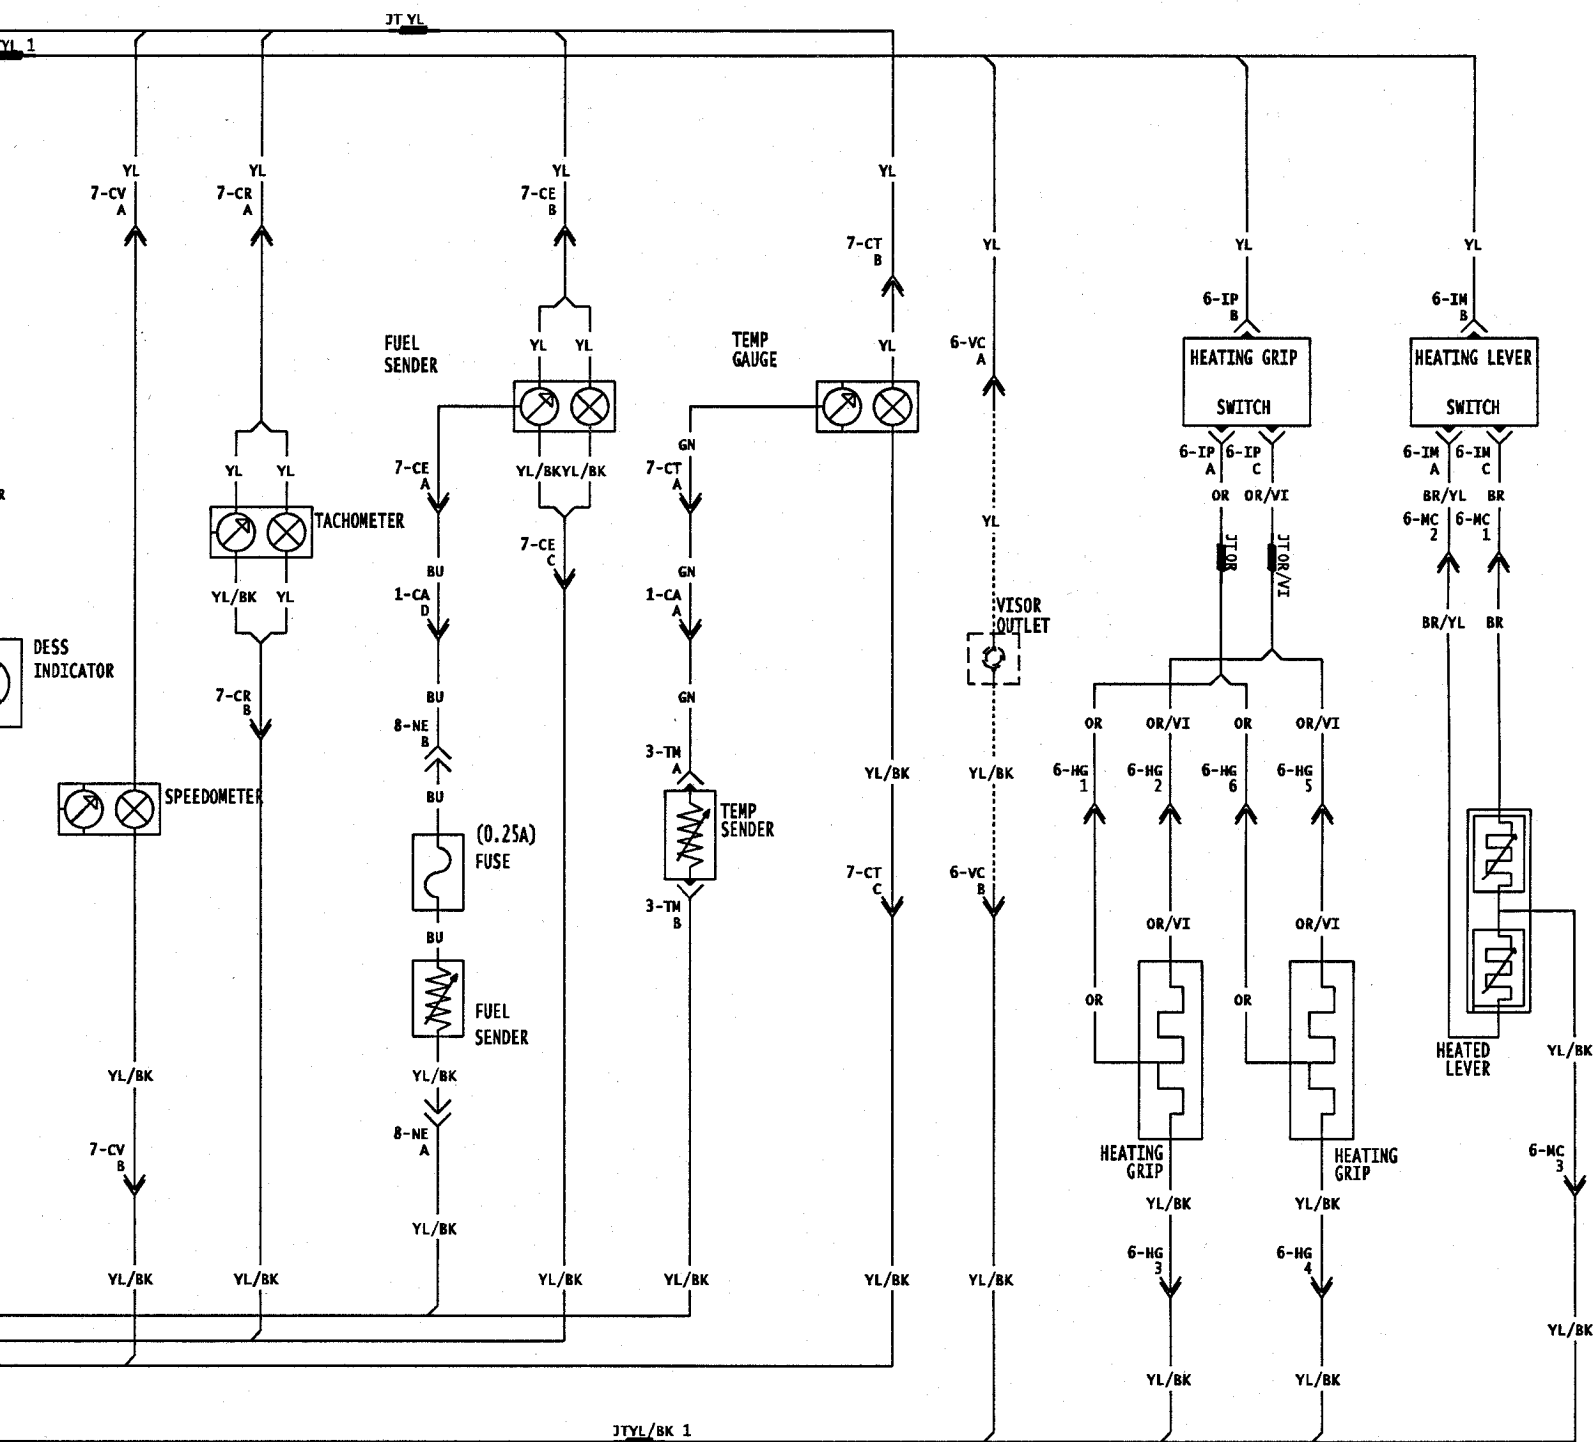 JT YL
YL 1
YL
7-CV
A
YL
7-CR
A
YL
7-CE
B
YL
7-CT
B
YL
YL
YL
6-IP
B
6-IM
B
FUEL
SENDER
YL YL
TEMP
GAUGE
YL
6-VC
A
HEATING GRIP
SWITCH
HEATING LEVER
SWITCH
YL YL
7-CE
A
YL/BK YL/BK
GN
7-CT
A
6-IP
A
6-IP
C
6-IM
A
6-IM
C
OR OR/VI
BR/YL BR
6-MC
2
6-MC
1
R
TACHOMETER
YL
7-CE
C
JTOR
JTOR/VI
BU
GN
YL/BK YL
1-CA
D
1-CA
A
VISOR
OUTLET
BR/YL BR
DESS
INDICATOR
7-CR
B
BU
GN
8-NE
B
OR
OR/VI
OR
OR/VI
3-TM
A
YL/BK
YL/BK
6-HG
1
6-HG
2
6-HG
6
6-HG
5
SPEEDOMETER
BU
TEMP
SENDER
(0.25A)
FUSE
7-CT
C
6-VC
B
3-TM
B
BU
OR/VI
OR/VI
OR
OR
FUEL
SENDER
YL/BK
YL/BK
HEATED
LEVER
YL/BK
7-CV
B
8-NE
A
HEATING
GRIP
HEATING
GRIP
6-MC
3
YL/BK
YL/BK
YL/BK
6-HG
3
6-HG
4
YL/BK
YL/BK
YL/BK
YL/BK
YL/BK
YL/BK
YL/BK
YL/BK
YL/BK
JTYL/BK 1